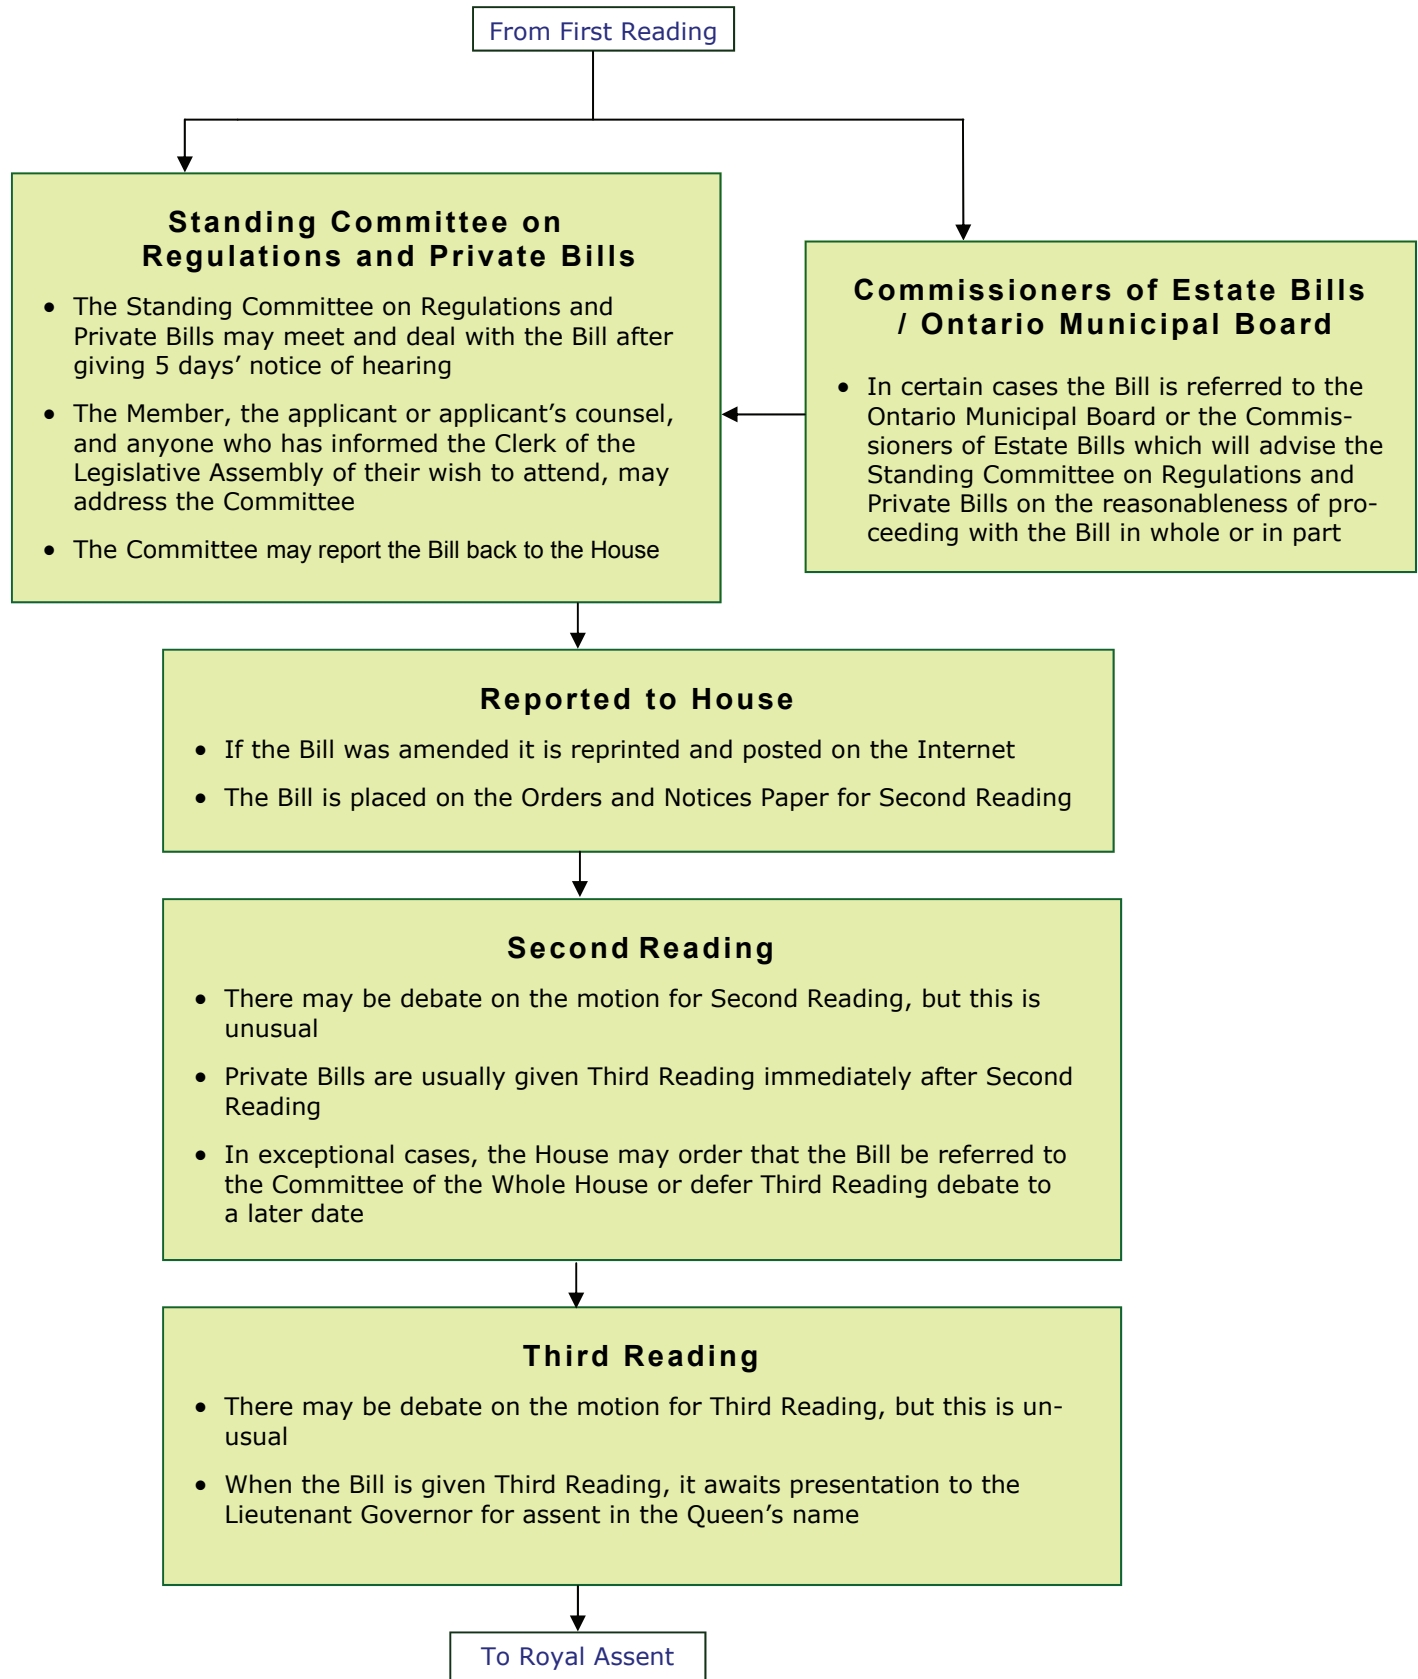 From First Reading
Standing Committee on
Regulations and Private Bills
• The Standing Committee on Regulations and
Private Bills may meet and deal with the Bill after
giving 5 days’ notice of hearing
• The Member, the applicant or applicant’s counsel,
and anyone who has informed the Clerk of the
Legislative Assembly of their wish to attend, may
address the Committee
• The Committee may report the Bill back to the House
Commissioners of Estate Bills
/ Ontario Municipal Board
• In certain cases the Bill is referred to the
Ontario Municipal Board or the Commis-
sioners of Estate Bills which will advise the
Standing Committee on Regulations and
Private Bills on the reasonableness of pro-
ceeding with the Bill in whole or in part
Reported to House
• If the Bill was amended it is reprinted and posted on the Internet
• The Bill is placed on the Orders and Notices Paper for Second Reading
Second Reading
• There may be debate on the motion for Second Reading, but this is
unusual
• Private Bills are usually given Third Reading immediately after Second
Reading
• In exceptional cases, the House may order that the Bill be referred to
the Committee of the Whole House or defer Third Reading debate to
a later date
Third Reading
• There may be debate on the motion for Third Reading, but this is un-
usual
• When the Bill is given Third Reading, it awaits presentation to the
Lieutenant Governor for assent in the Queen’s name
To Royal Assent